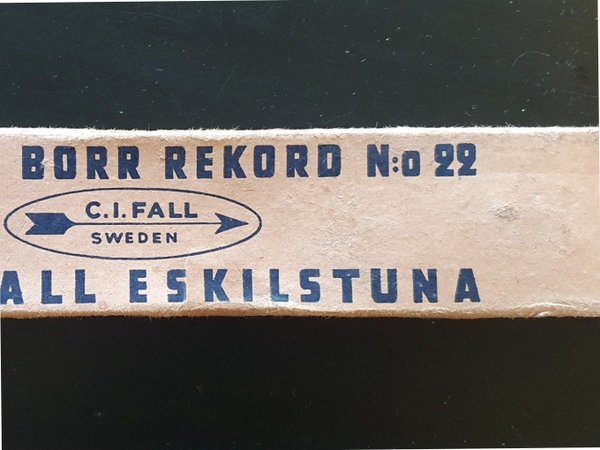 BORR REKORD N:o 22
C.I. FALL
SWEDEN
ALL ESKILSTUNA